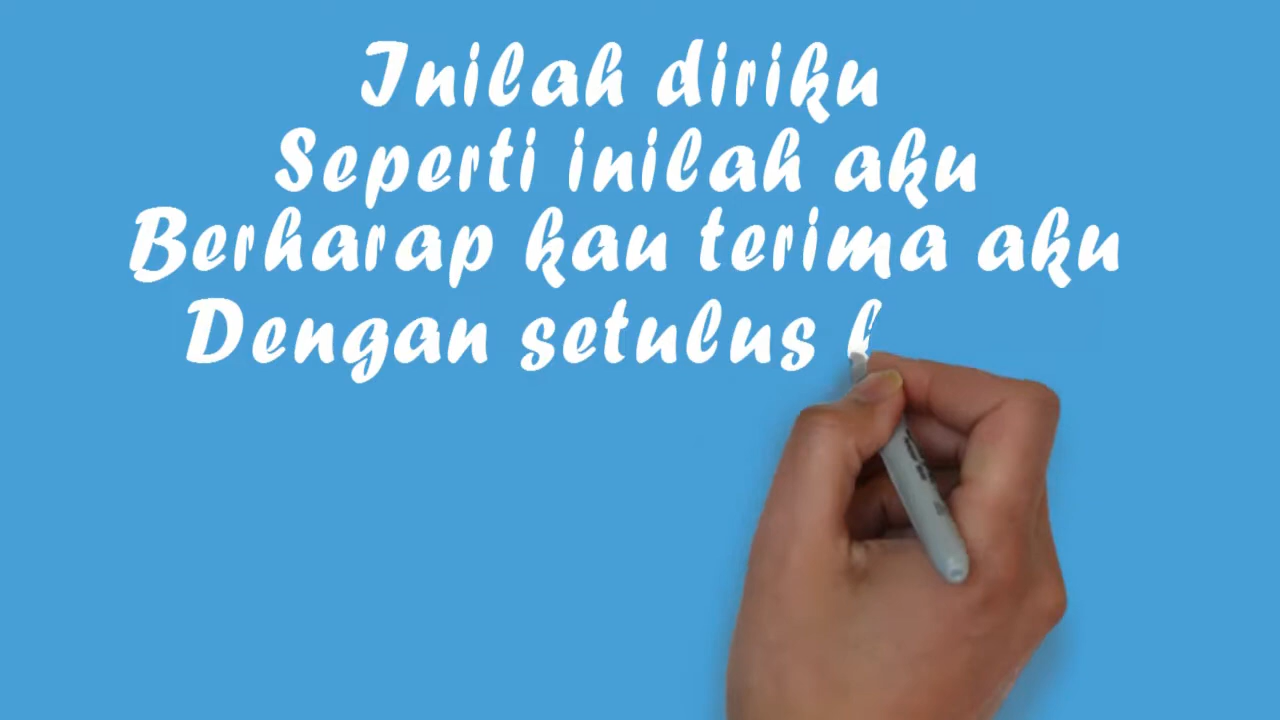 Inilah diriku
Seperti inilah aku
Berharap kau terima aku
Dengan setulus